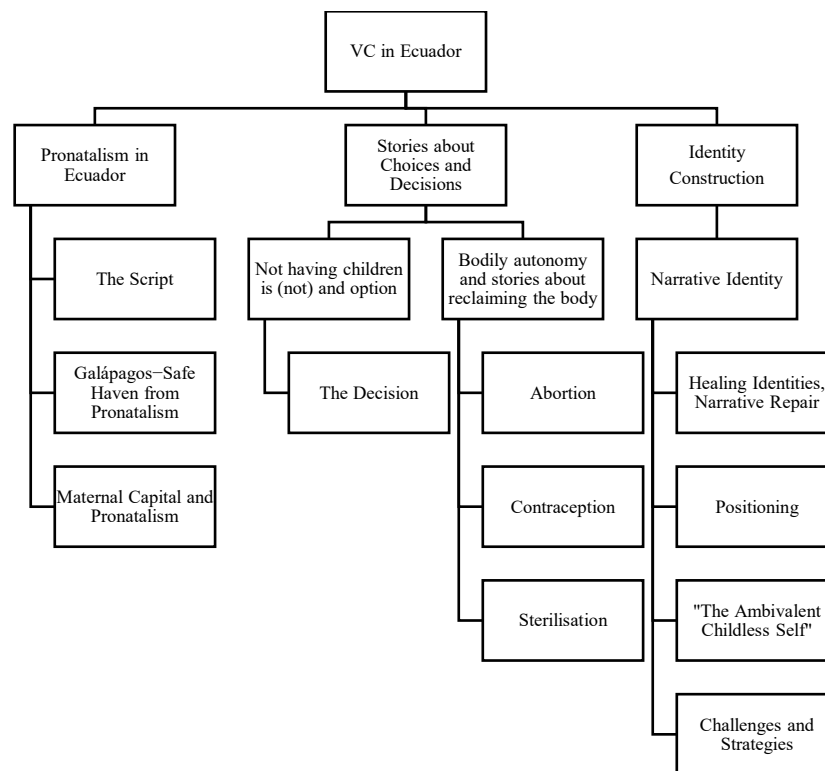 VC in Ecuador
Pronatalism in
Ecuador
Stories about
Choices and
Decisions
Identity
Construction
The Script
Not having children
is (not) and option
Bodily autonomy
and stories about
reclaiming the body
Narrative Identity
Galápagos−Safe
Haven from
Pronatalism
The Decision
Abortion
Healing Identities,
Narrative Repair
Maternal Capital and
Pronatalism
Contraception
Positioning
Sterilisation
"The Ambivalent
Childless Self"
Challenges and
Strategies